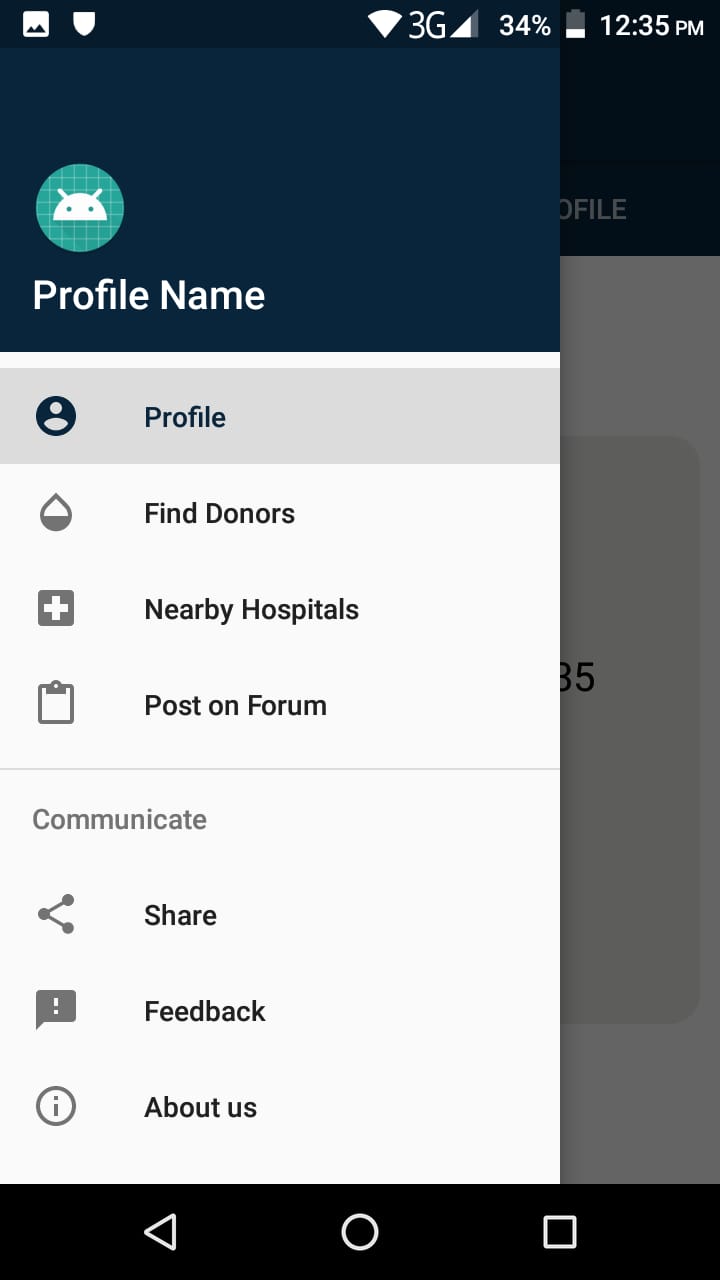 3G 34% 12:35 PM
OFILE
Profile Name
Profile
Find Donors
Nearby Hospitals
35
Post on Forum
Communicate
Share
Feedback
About us